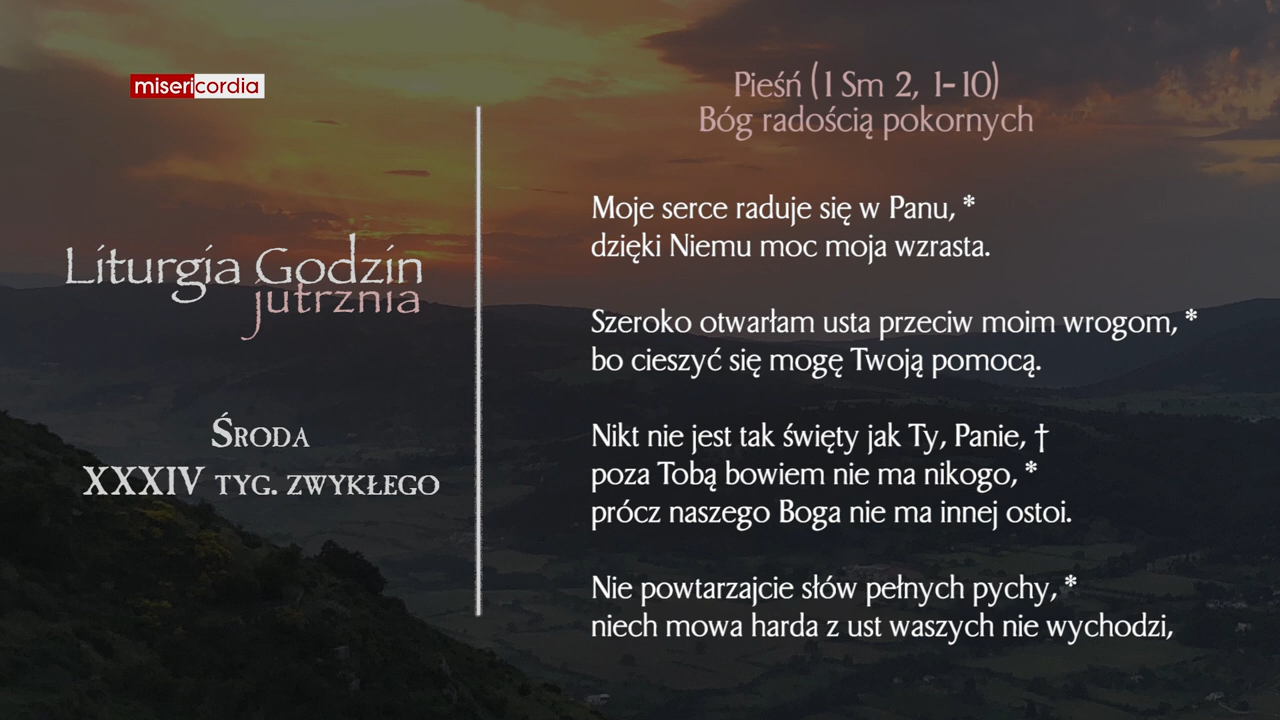 misericordia
Liturgia Godzin
jutrznia
Środa
XXXIV tyg. zwykłego
Pieśń (1 Sm 2, 1-10)
Bóg radością pokornych
Moje serce raduje się w Panu, *
dzięki Niemu moc moja wzrasta.
Szeroko otwarłam usta przeciw moim wrogom, *
bo cieszyć się mogę Twoją pomocą.
Nikt nie jest tak święty jak Ty, Panie, †
poza Tobą bowiem nie ma nikogo, *
prócz naszego Boga nie ma innej ostoi.
Nie powtarzajcie słów pełnych pychy, *
niech mowa harda z ust waszych nie wychodzi,